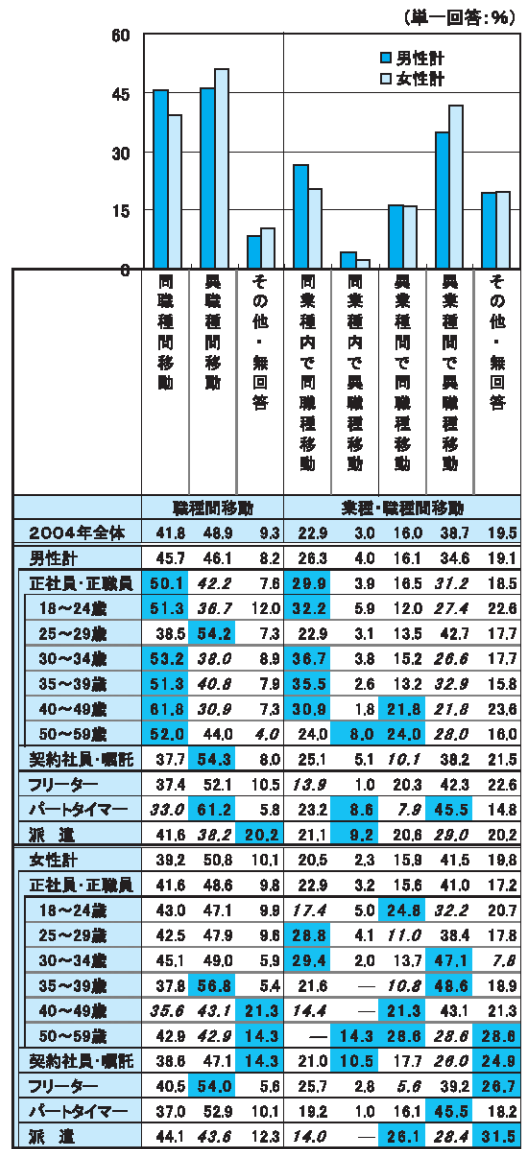 (単一回答:%)
60
45
30
15
0
男性計
女性計
同職種間移動
異職種間移動
その他・無回答
同業種内で同職種移動
同業種内で異職種移動
異業種間で同職種移動
異業種間で異職種移動
その他・無回答
職種間移動 業種・職種間移動
2004年全体 41.8 48.9 9.3 22.9 3.0 16.0 38.7 19.5
男性計 45.7 46.1 8.2 26.3 4.0 16.1 34.6 19.1
正社員・正職員 50.1 42.2 7.6 29.9 3.9 16.5 31.2 18.5
18～24歳 51.3 36.7 12.0 32.2 5.9 12.0 27.4 22.6
25～29歳 38.5 54.2 7.3 22.9 3.1 13.5 42.7 17.7
30～34歳 53.2 38.0 8.9 36.7 3.8 15.2 26.6 17.7
35～39歳 51.3 40.8 7.9 35.5 2.6 13.2 32.9 15.8
40～49歳 61.8 30.9 7.3 30.9 1.8 21.8 21.8 23.6
50～59歳 52.0 44.0 4.0 24.0 8.0 24.0 28.0 16.0
契約社員・嘱託 37.7 54.3 8.0 25.1 5.1 10.1 38.2 21.5
フリーター 37.4 52.1 10.5 13.9 1.0 20.3 42.3 22.6
パートタイマー 33.0 61.2 5.8 23.2 8.6 7.9 45.5 14.8
派 遣 41.6 38.2 20.2 21.1 9.2 20.6 29.0 20.2
女性計 39.2 50.8 10.1 20.5 2.3 15.9 41.5 19.8
正社員・正職員 41.6 48.6 9.8 22.9 3.2 15.6 41.0 17.2
18～24歳 43.0 47.1 9.9 17.4 5.0 24.8 32.2 20.7
25～29歳 42.5 47.9 9.6 28.8 4.1 11.0 38.4 17.8
30～34歳 45.1 49.0 5.9 29.4 2.0 13.7 47.1 7.8
35～39歳 37.8 56.8 5.4 21.6 — 10.8 48.6 18.9
40～49歳 35.6 43.1 21.3 14.4 — 21.3 43.1 21.3
50～59歳 42.9 42.9 14.3 — 14.3 28.6 28.6 28.6
契約社員・嘱託 38.6 47.1 14.3 21.0 10.5 17.7 26.0 24.9
フリーター 40.5 54.0 5.6 25.7 2.8 5.6 39.2 26.7
パートタイマー 37.0 52.9 10.1 19.2 1.0 16.1 45.5 18.2
派 遣 44.1 43.6 12.3 14.0 — 26.1 28.4 31.5